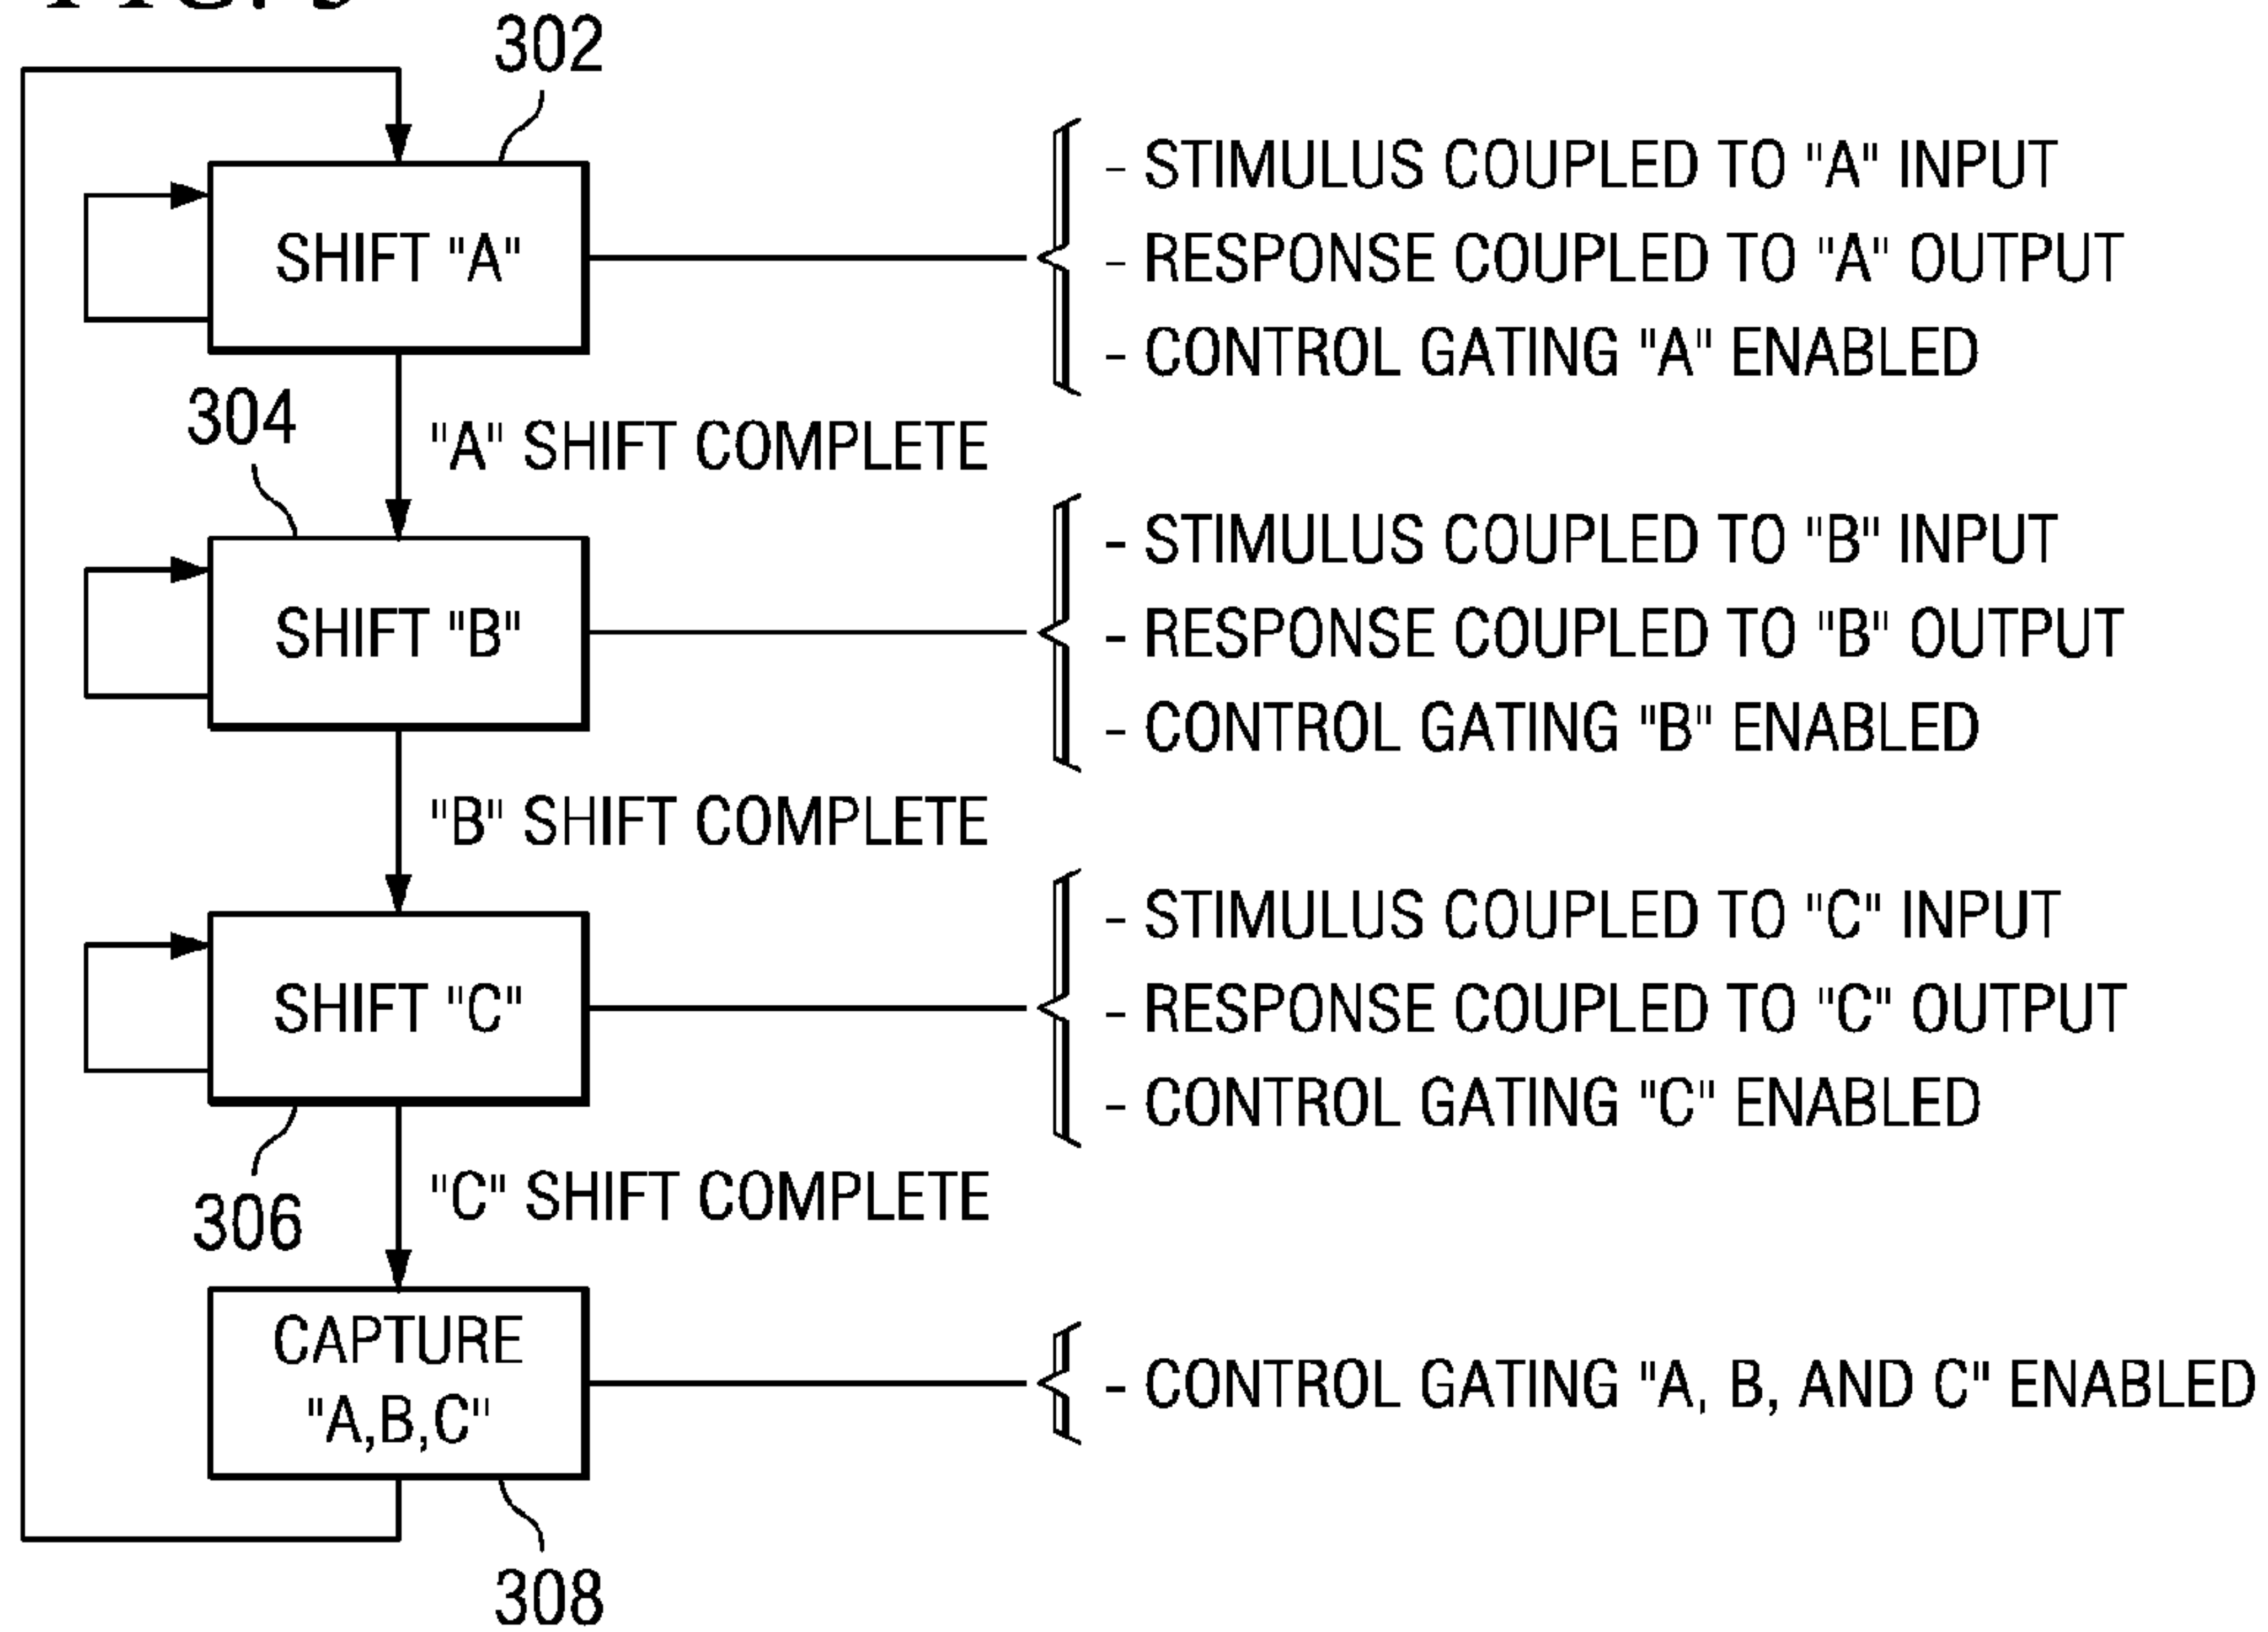 302
- STIMULUS COUPLED TO "A" INPUT
SHIFT "A"
- RESPONSE COUPLED TO "A" OUTPUT
- CONTROL GATING "A" ENABLED
304
"A" SHIFT COMPLETE
- STIMULUS COUPLED TO "B" INPUT
SHIFT "B"
- RESPONSE COUPLED TO "B" OUTPUT
- CONTROL GATING "B" ENABLED
"B" SHIFT COMPLETE
- STIMULUS COUPLED TO "C" INPUT
SHIFT "C"
- RESPONSE COUPLED TO "C" OUTPUT
- CONTROL GATING "C" ENABLED
306
"C" SHIFT COMPLETE
CAPTURE
"A,B,C"
- CONTROL GATING "A, B, AND C" ENABLED
308